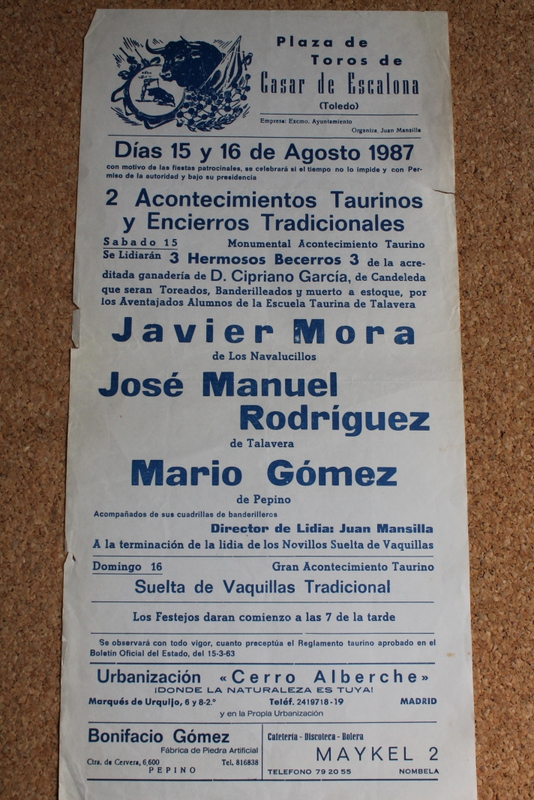 Plaza de
Toros de
Casar de Escalona
(Toledo)
Empresa: Excmo. Ayuntamiento
Organiza, Juan Mansilla
Días 15 y 16 de Agosto 1987
con motivo de las fiestas patrocinales, se celebrará si el tiempo no lo impide y con Per-
miso de la autoridad y bajo su presidencia
2 Acontecimientos Taurinos
y Encierros Tradicionales
Sabado 15 Monumental Acontecimiento Taurino
Se Lidiarán 3 Hermosos Becerros 3 de la acre-
ditada ganadería de D. Cipriano García, de Candeleda
que seran Toreados, Banderilleados y muerto a estoque, por
los Aventajados Alumnos de la Escuela Taurina de Talavera
Javier Mora
de Los Navalucillos
José Manuel
Rodríguez
de Talavera
Mario Gómez
de Pepino
Acompañados de sus cuadrillas de banderilleros
Director de Lidia: Juan Mansilla
A la terminación de la lidia de los Novillos Suelta de Vaquillas
Domingo 16 Gran Acontecimiento Taurino
Suelta de Vaquillas Tradicional
Los Festejos daran comienzo a las 7 de la tarde
Se observará con todo vigor, cuanto preceptúa el Reglamento taurino aprobado en el
Boletín Oficial del Estado, del 15-3-63
Urbanización «Cerro Alberche»
¡DONDE LA NATURALEZA ES TUYA!
Marqués de Urquijo, 6 y 8-2.º Teléf. 2419718-19 MADRID
y en la Propia Urbanización
Bonifacio Gómez
Fábrica de Piedra Artificial
Ctra. de Cervera, 6,600 Tel. 816838
PEPINO
Cafetería - Discoteca - Bolera
MAYKEL 2
TELEFONO 79 20 55 NOMBELA